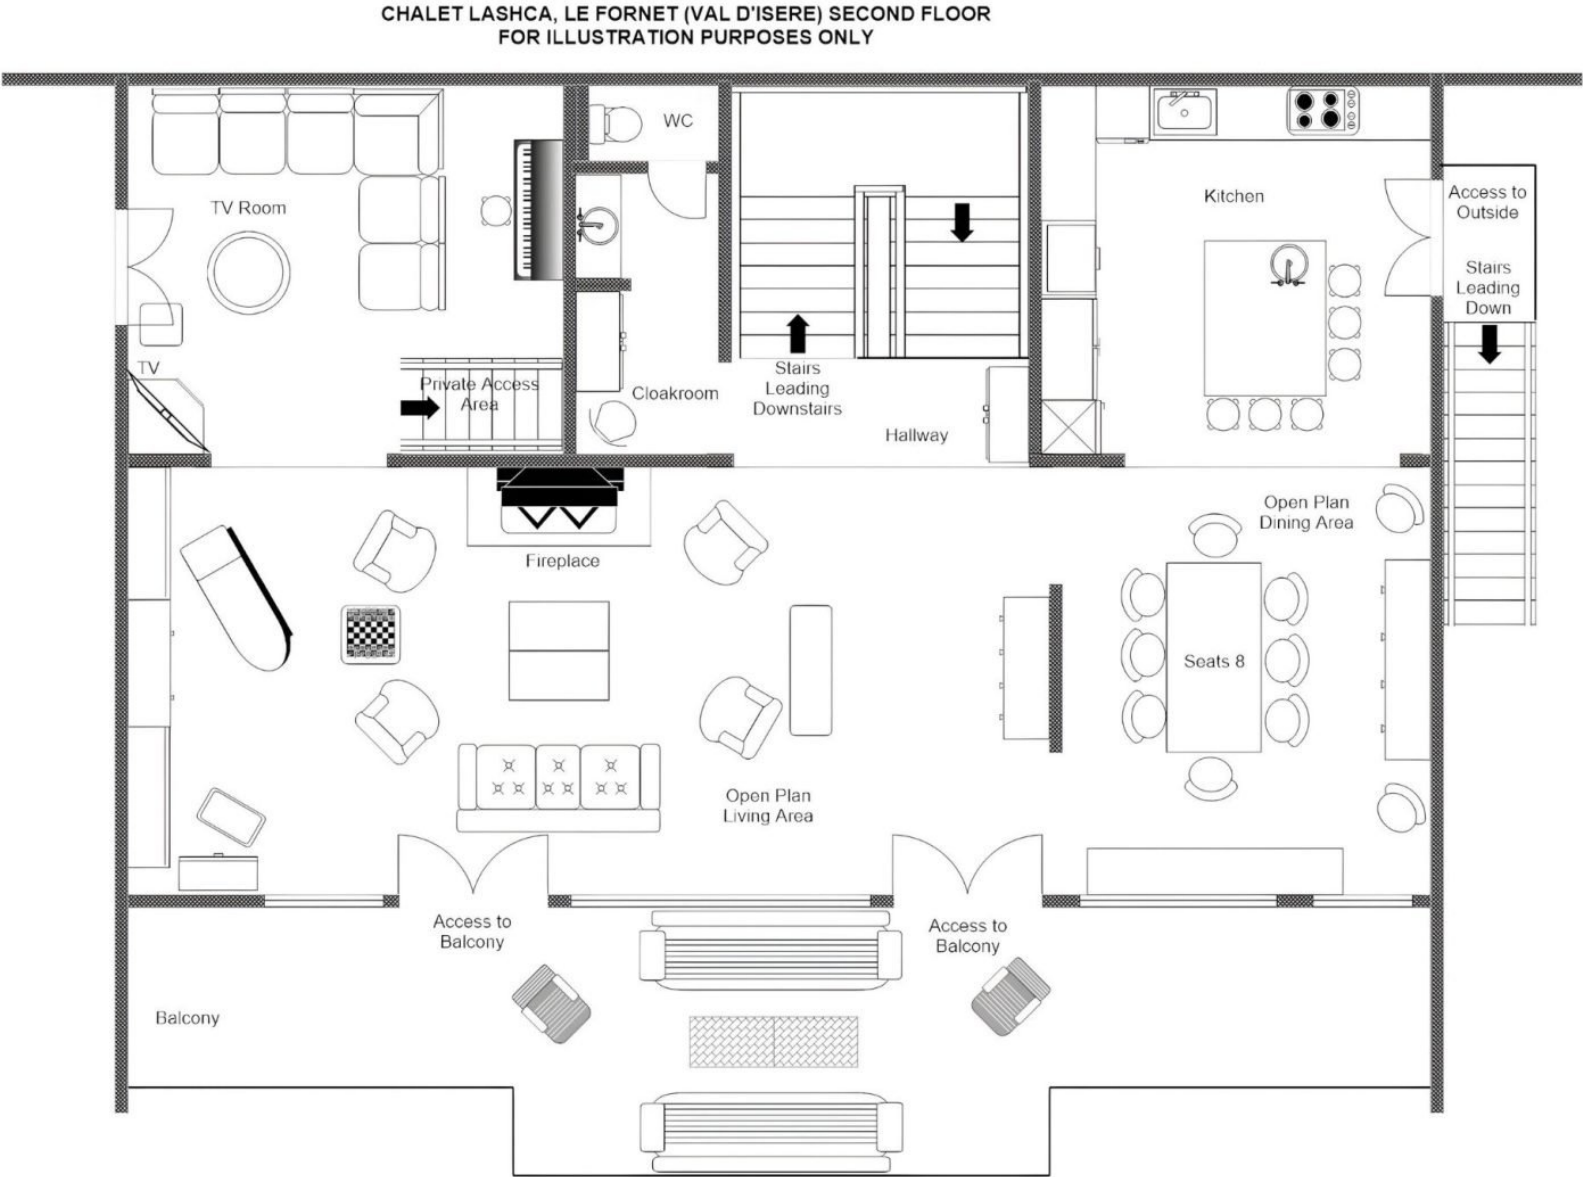 CHALET LASHCA, LE FORNET (VAL D'ISERE) SECOND FLOOR
FOR ILLUSTRATION PURPOSES ONLY
WC
TV Room
Kitchen
Access to
Outside
Stairs
Leading
Down
TV
Private Access
Area
Cloakroom
Stairs
Leading
Downstairs
Hallway
Open Plan
Dining Area
Fireplace
Seats 8
Open Plan
Living Area
Access to
Balcony
Access to
Balcony
Balcony